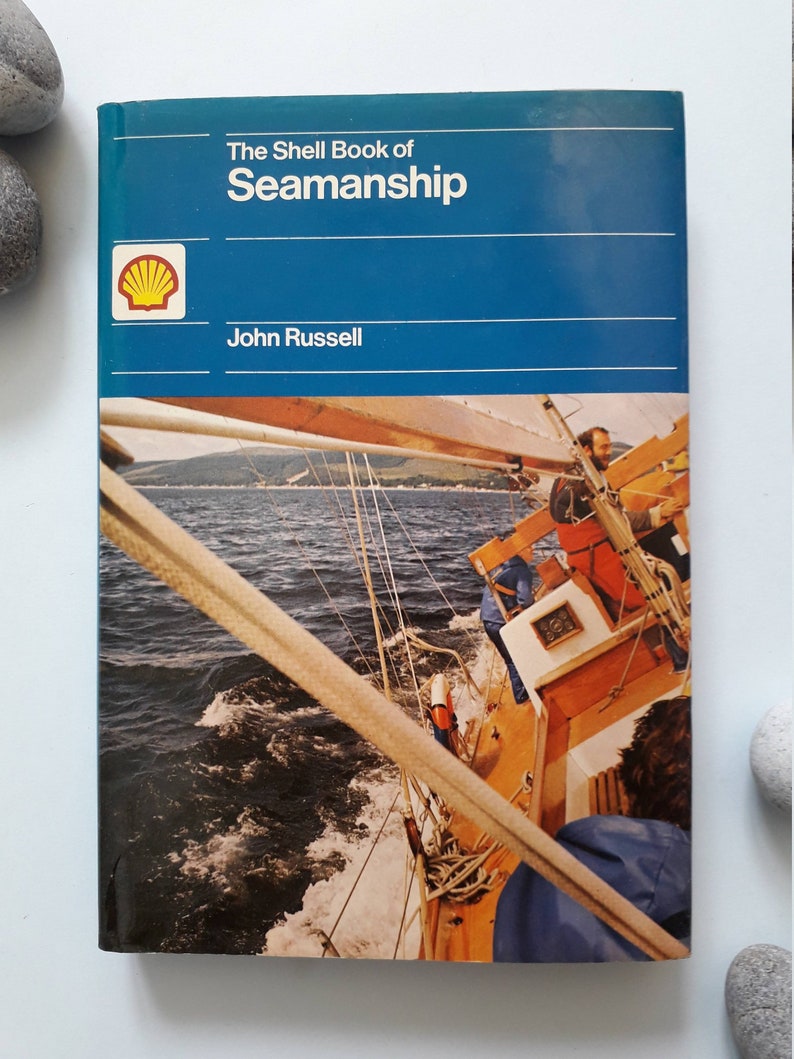 The Shell Book of
Seamanship
John Russell